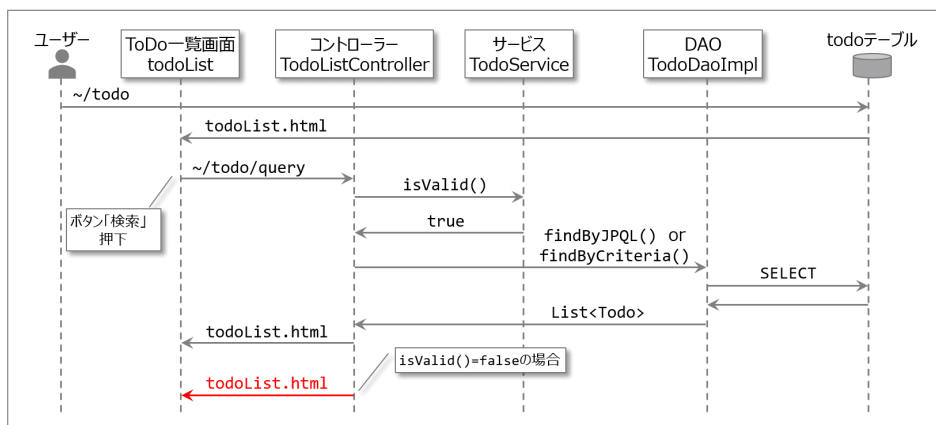 ユーザー
ToDo一覧画面
todoList
コントローラー
TodoListController
サービス
TodoService
DAO
TodoDaoImpl
todoテーブル
~/todo
todoList.html
~/todo/query
ボタン「検索」
押下
isValid()
true
findByJPQL() or
findByCriteria()
SELECT
List<Todo>
todoList.html
isValid()=falseの場合
todoList.html